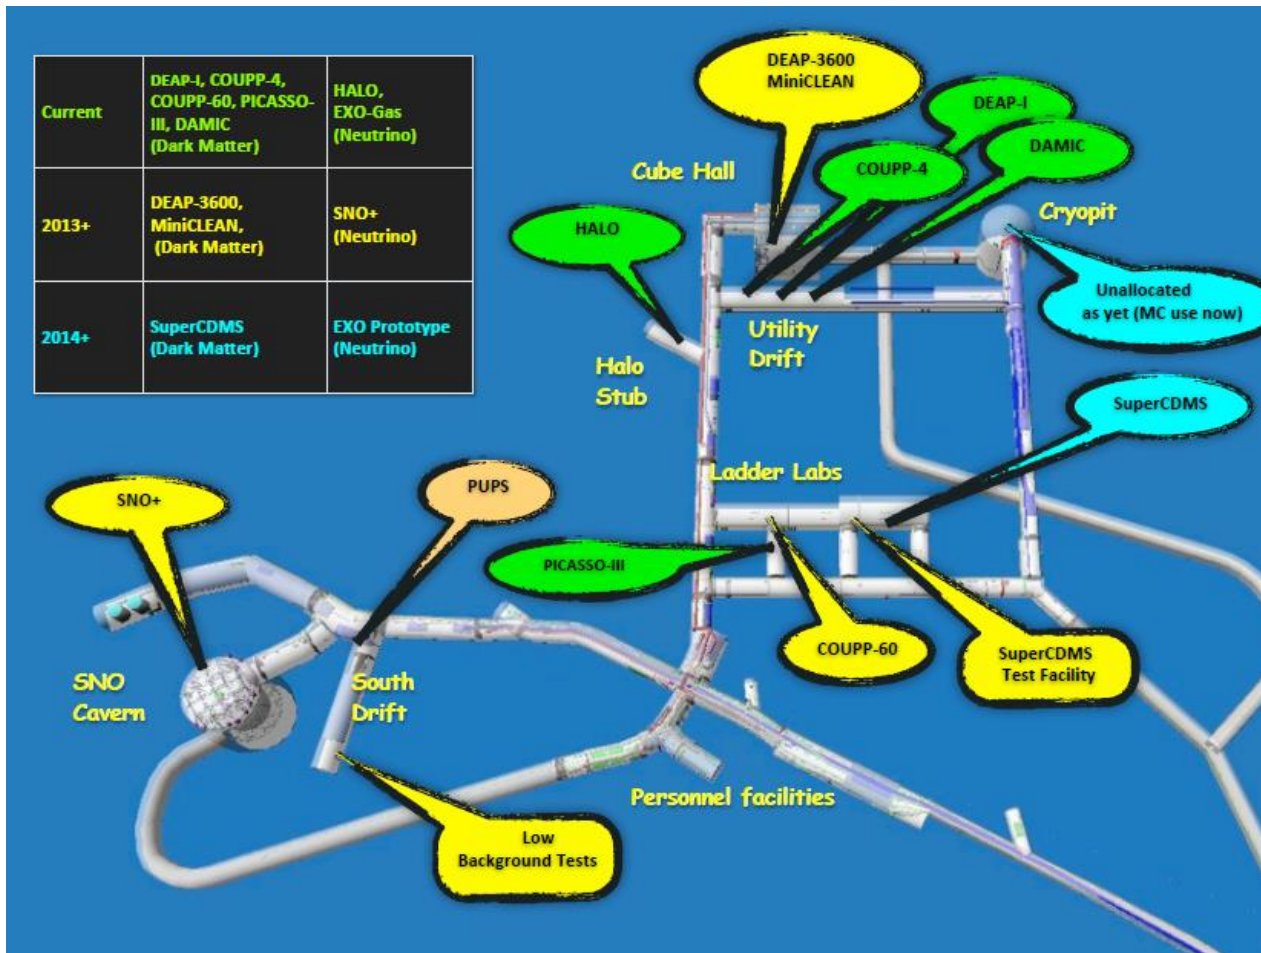 Current
DEAP-I, COUPP-4,
COUPP-60, PICASSO-
III, DAMIC
(Dark Matter)
HALO,
EXO-Gas
(Neutrino)
2013+
DEAP-3600,
MiniCLEAN,
(Dark Matter)
SNO+
(Neutrino)
2014+
SuperCDMS
(Dark Matter)
EXO Prototype
(Neutrino)
DEAP-3600
MiniCLEAN
DEAP-I
DAMIC
COUPP-4
Cube Hall
Cryopit
HALO
Unallocated
as yet (MC use now)
Utility
Drift
Halo
Stub
SuperCDMS
Ladder Labs
PUPS
SNO+
PICASSO-III
COUPP-60
SuperCDMS
Test Facility
SNO
Cavern
South
Drift
Personnel facilities
Low
Background Tests